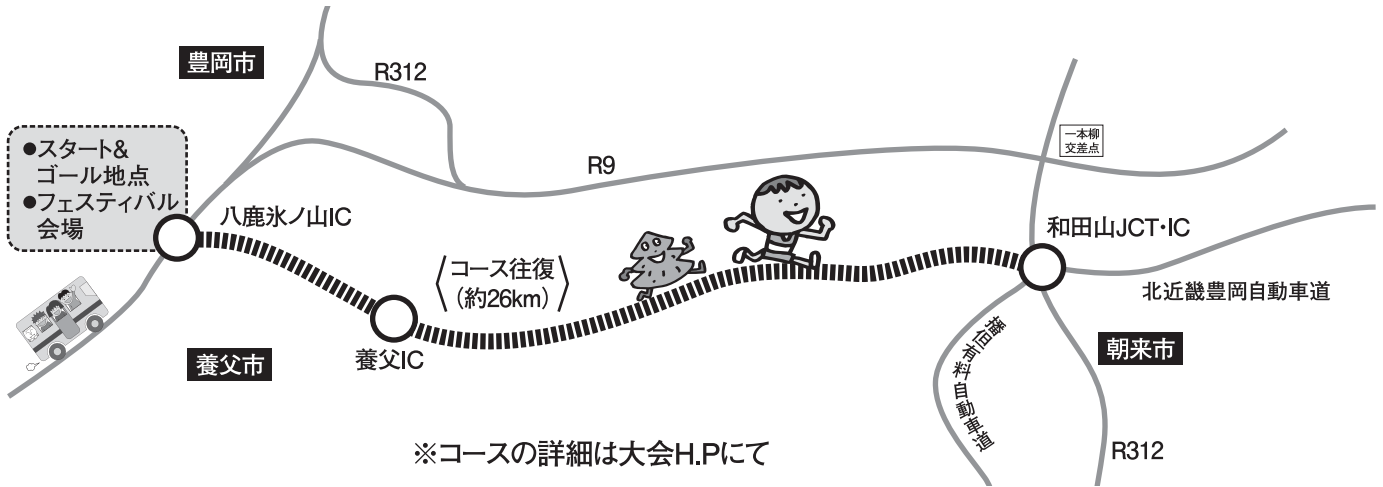 豊岡市
R312
●スタート&
ゴール地点
●フェスティバル
会場
八鹿氷ノ山IC
R9
一本柳
交差点
コース往復
(約26km)
和田山JCT・IC
北近畿豊岡自動車道
養父IC
養父市
播但有料自動車道
朝来市
R312
※コースの詳細は大会H.Pにて